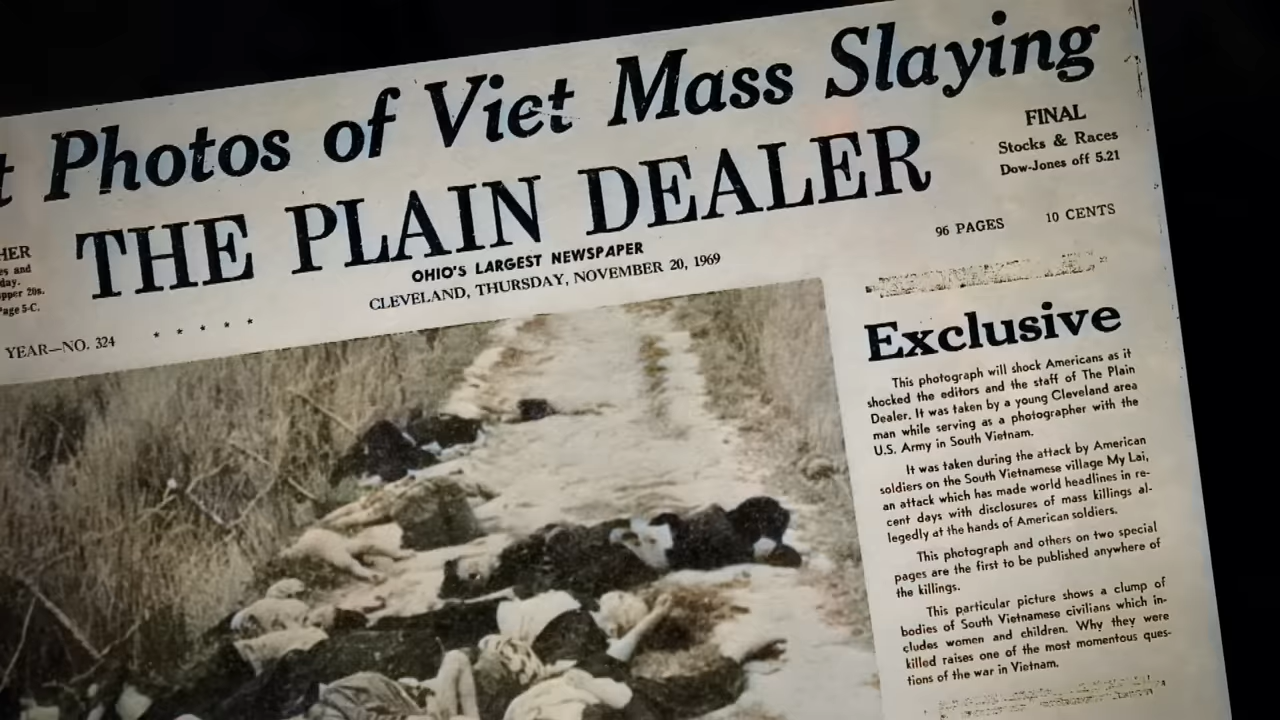 t Photos of Viet Mass Slaying
THE PLAIN DEALER
OHIO'S LARGEST NEWSPAPER
CLEVELAND, THURSDAY, NOVEMBER 20, 1969
FINAL
Stocks & Races
Dow-Jones off 5.21
96 PAGES 10 CENTS
HER
es and
day.
pper 20s.
Page 5-C.
YEAR—NO. 324
* * * * *
Exclusive
This photograph will shock Americans as it
shocked the editors and the staff of The Plain
Dealer. It was taken by a young Cleveland area
man while serving as a photographer with the
U.S. Army in South Vietnam.
It was taken during the attack by American
soldiers on the South Vietnamese village My Lai,
an attack which has made world headlines in re-
cent days with disclosures of mass killings al-
legedly at the hands of American soldiers.
This photograph and others on two special
pages are the first to be published anywhere of
the killings.
This particular picture shows a clump of
bodies of South Vietnamese civilians which in-
cludes women and children. Why they were
killed raises one of the most momentous ques-
tions of the war in Vietnam.